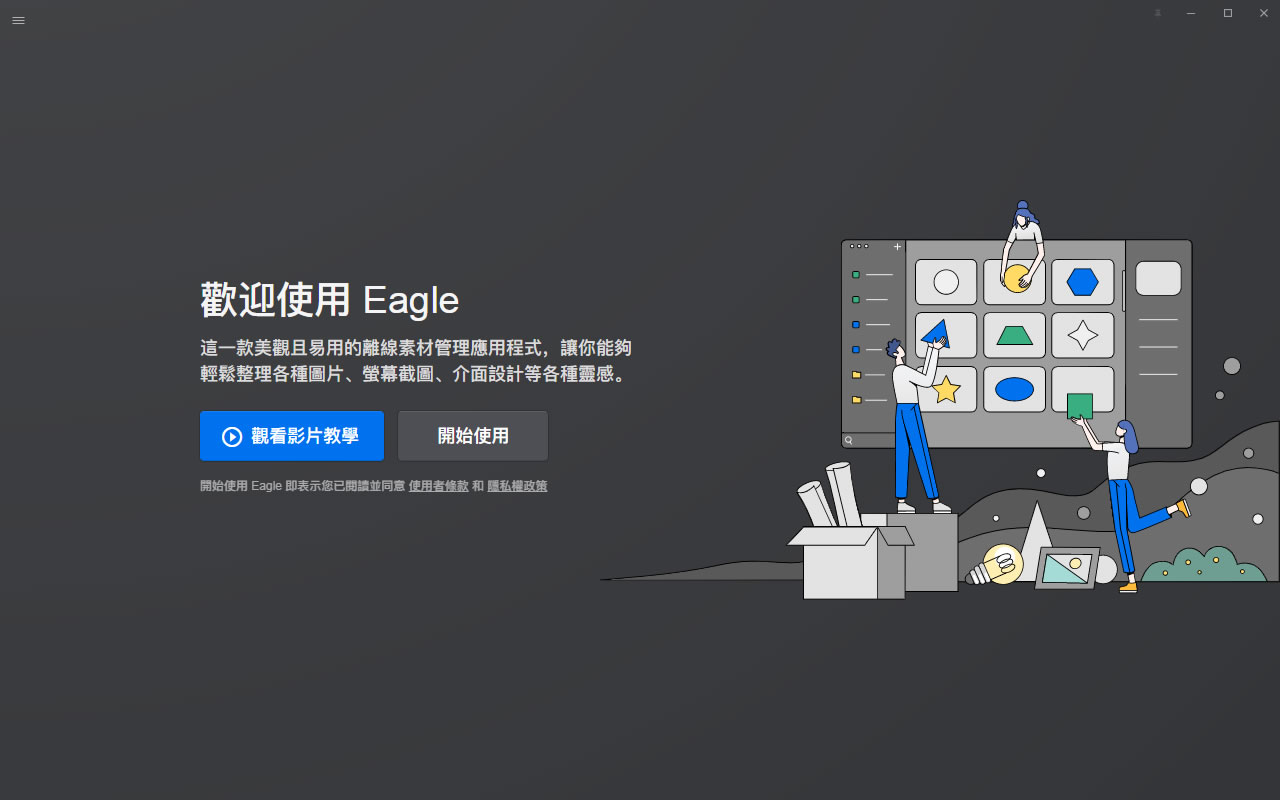 歡迎使用 Eagle
這一款美觀且易用的離線素材管理應用程式，讓你能夠
輕鬆整理各種圖片、螢幕截圖、介面設計等各種靈感。
觀看影片教學
開始使用
開始使用 Eagle 即表示您已閱讀並同意 使用者條款 和 隱私權政策